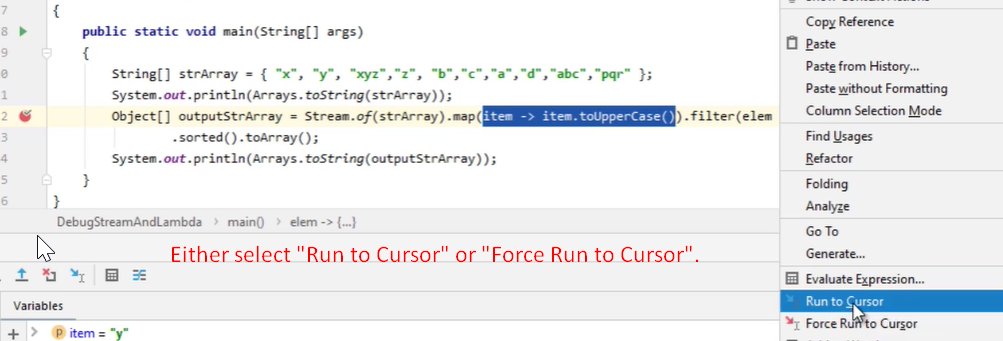 7 {
8 public static void main(String[] args)
9 {
0 String[] strArray = { "x", "y", "xyz","z", "b","c","a","d","abc","pqr" };
1 System.out.println(Arrays.toString(strArray));
2 Object[] outputStrArray = Stream.of(strArray).map(item -> item.toUpperCase()).filter(elem
3 .sorted().toArray();
4 System.out.println(Arrays.toString(outputStrArray));
5 }
6 }
DebugStreamAndLambda > main() > elem -> {...}
Either select "Run to Cursor" or "Force Run to Cursor".
Variables
item = "y"
Copy Reference
Paste
Paste from History...
Paste without Formatting
Column Selection Mode
Find Usages
Refactor
Folding
Analyze
Go To
Generate...
Evaluate Expression...
Run to Cursor
Force Run to Cursor